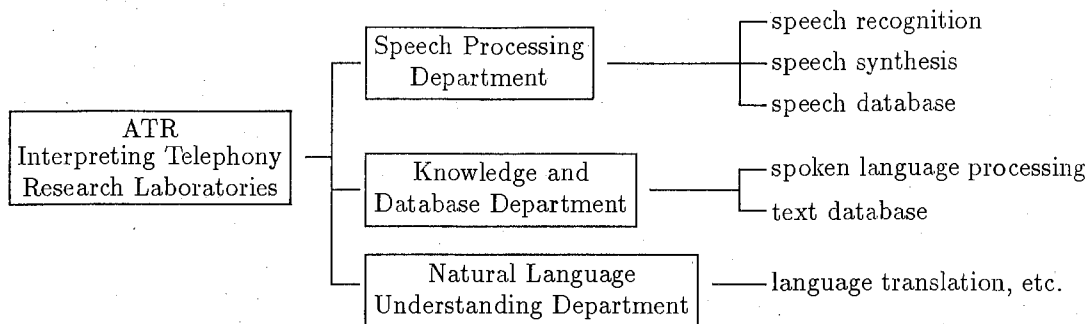 ATR
Interpreting Telephony
Research Laboratories
Speech Processing
Department
speech recognition
speech synthesis
speech database
Knowledge and
Database Department
spoken language processing
text database
Natural Language
Understanding Department
language translation, etc.